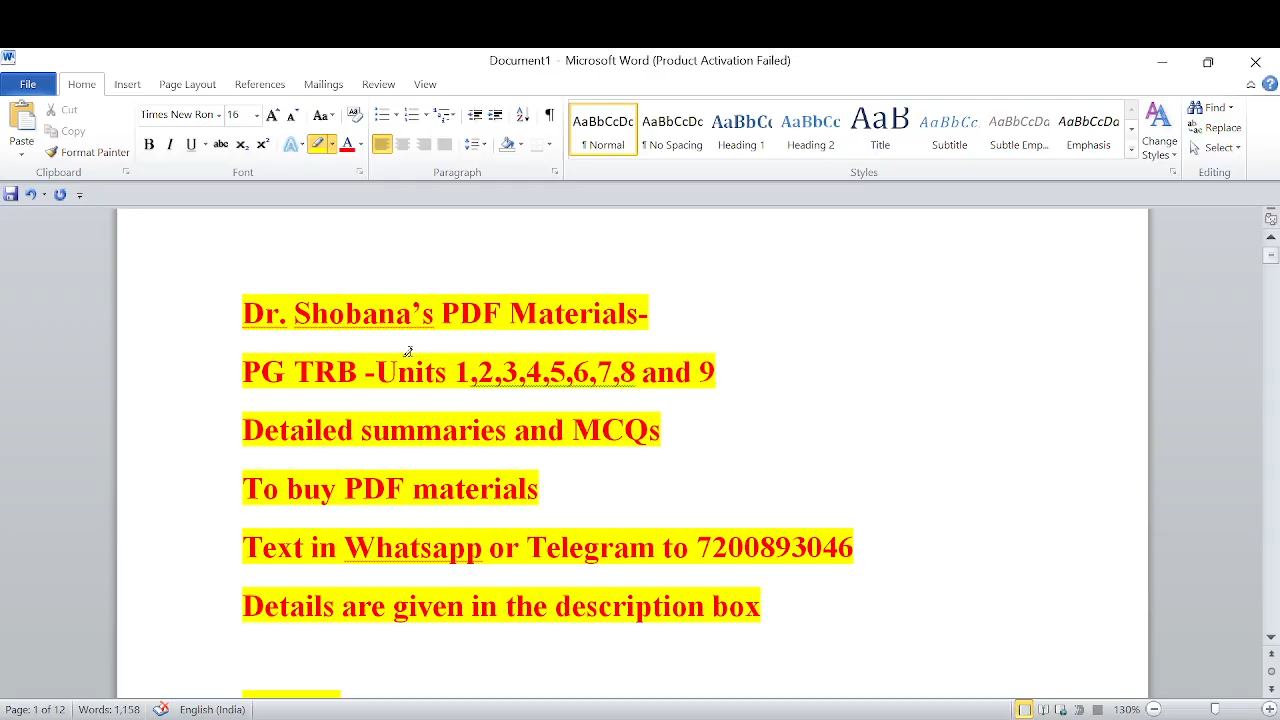 Document1 - Microsoft Word (Product Activation Failed)
File Home Insert Page Layout References Mailings Review View
Paste
Cut
Copy
Format Painter
Clipboard
Times New Ron 16
Font
Paragraph
AaBbCcDc AaBbCcDc AaBbCc AaBbCc AaB AaBbCc. AaBbCcDc AaBbCcDc
¶ Normal ¶ No Spacing Heading 1 Heading 2 Title Subtitle Subtle Emp... Emphasis
Styles
Change Styles
Find
Replace
Select
Editing
Dr. Shobana’s PDF Materials-
PG TRB -Units 1,2,3,4,5,6,7,8 and 9
Detailed summaries and MCQs
To buy PDF materials
Text in Whatsapp or Telegram to 7200893046
Details are given in the description box
Page: 1 of 12 Words: 1,158 English (India) 130%